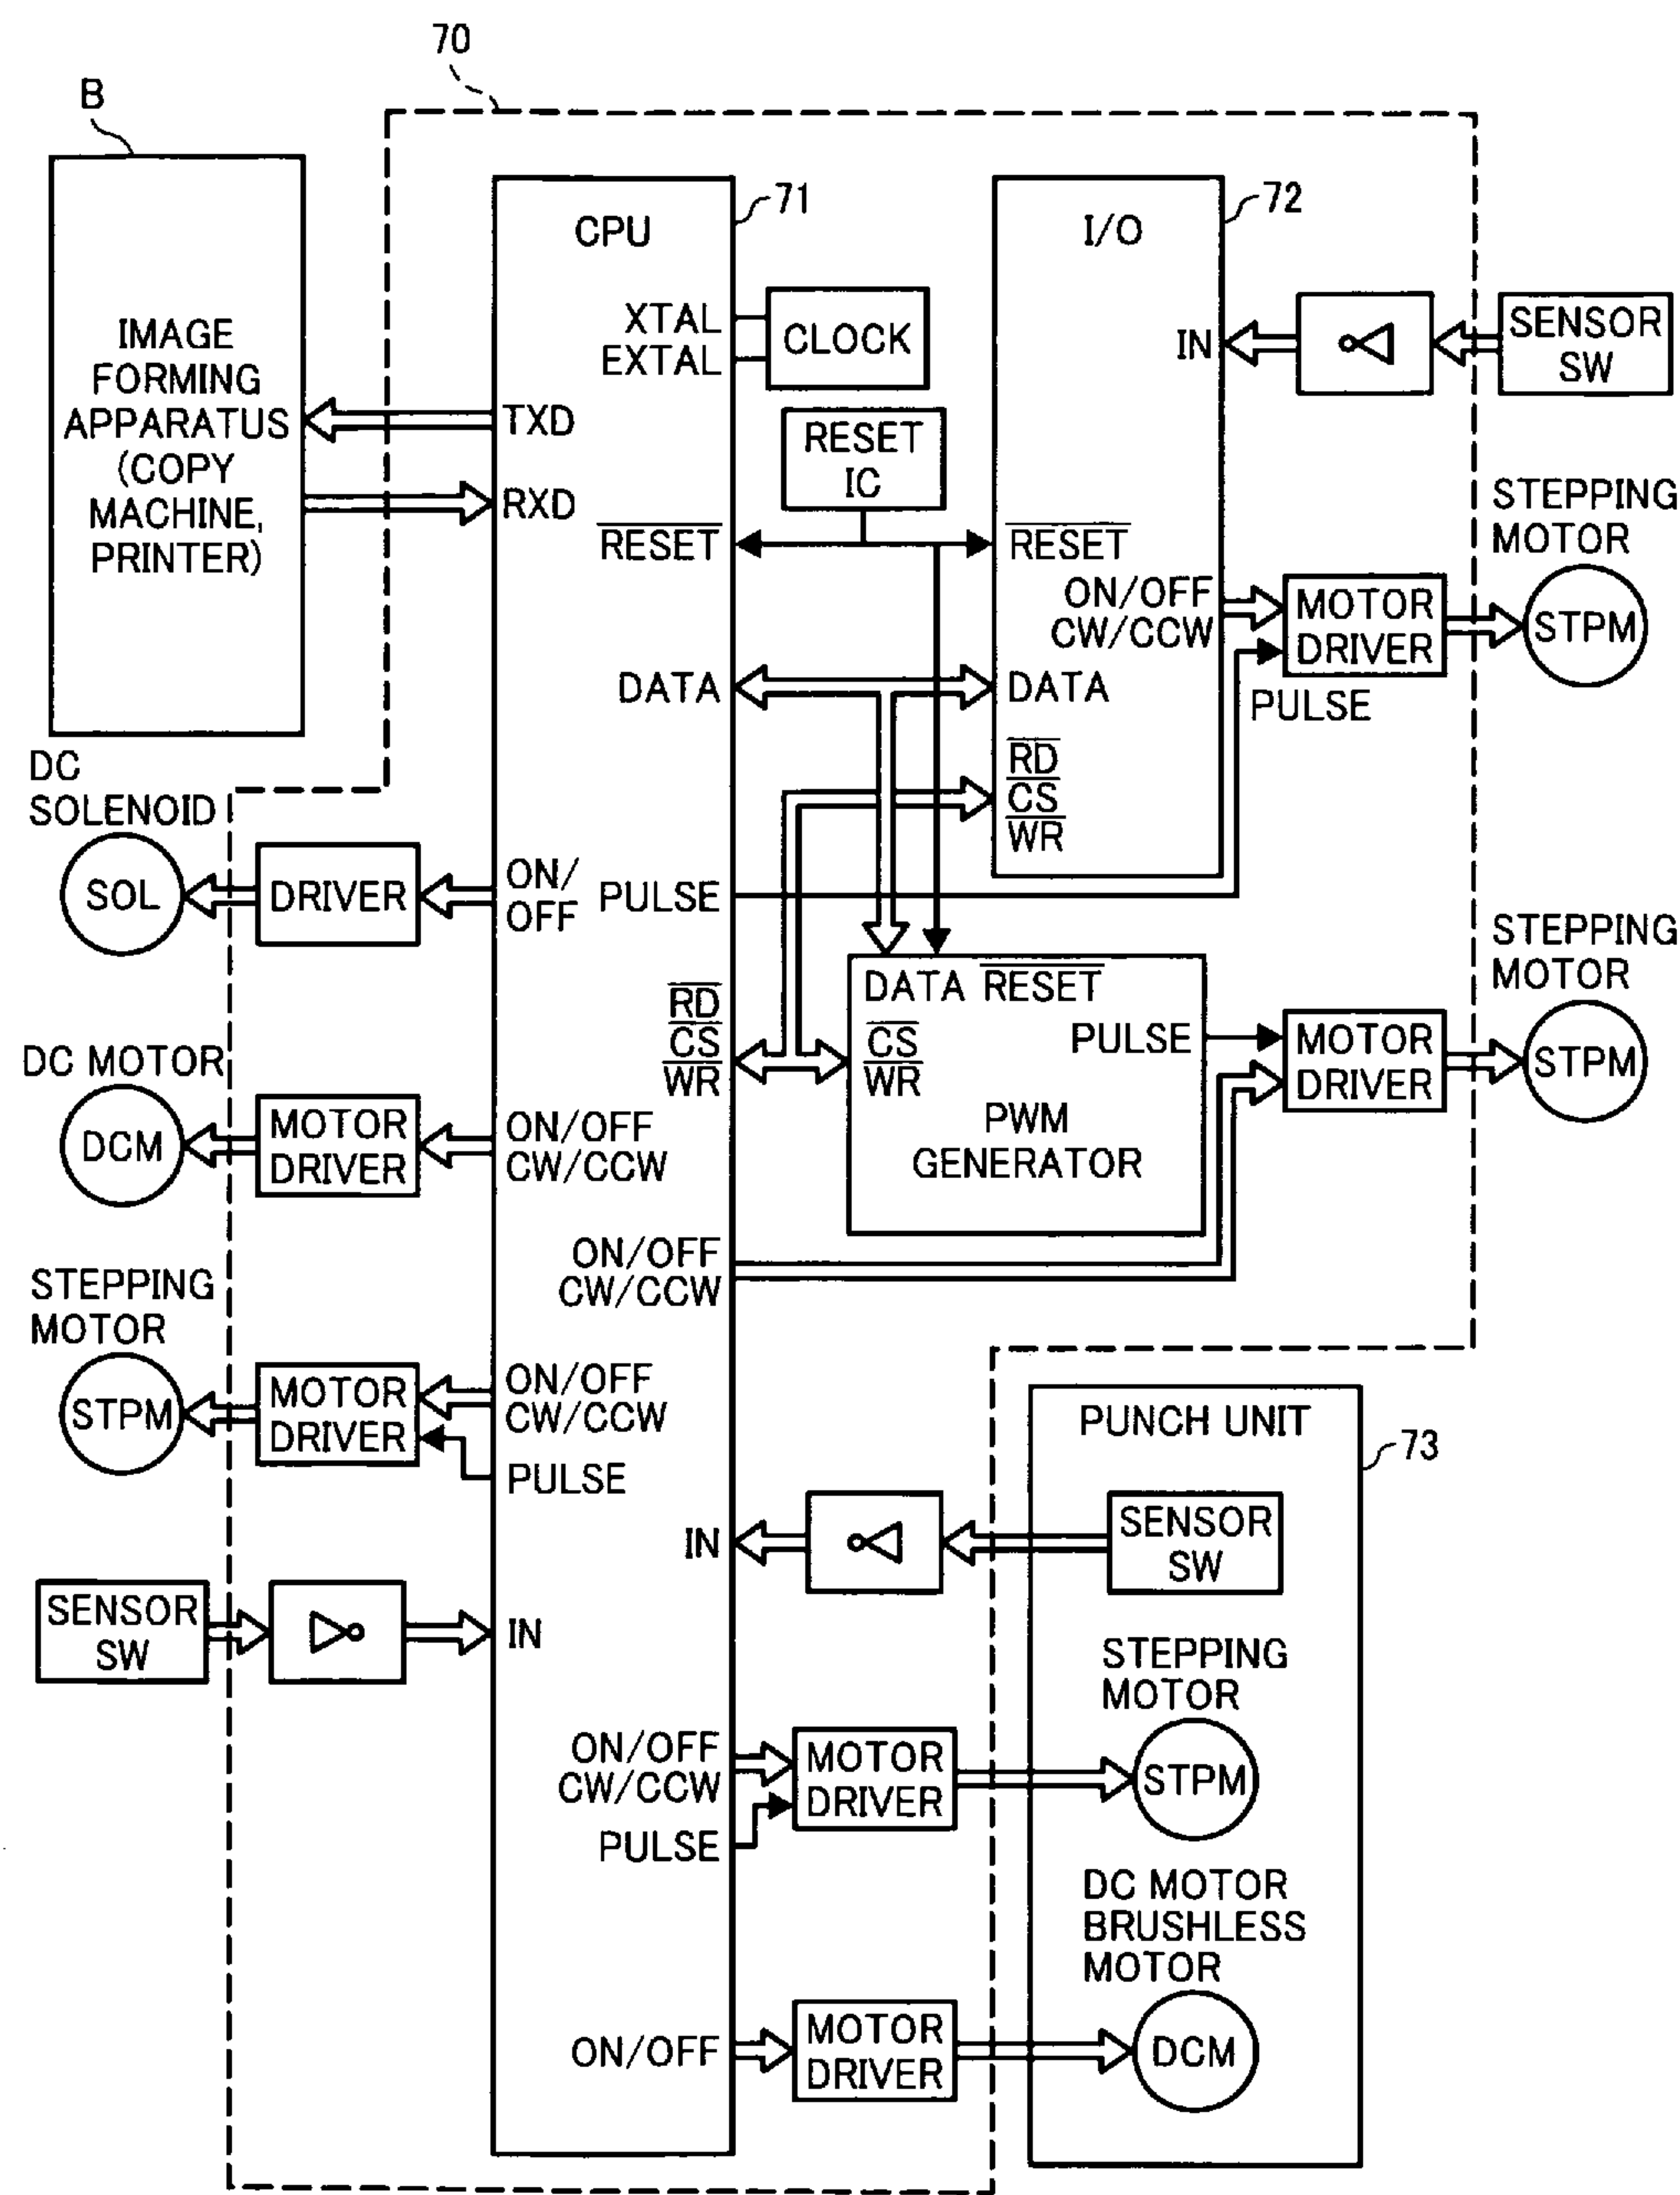 70
B
IMAGE
FORMING
APPARATUS
(COPY
MACHINE,
PRINTER)
CPU
71
XTAL
EXTAL
CLOCK
TXD
RXD
RESET
IC
RESET
I/O
72
IN
SENSOR
SW
RESET
ON/OFF
CW/CCW
MOTOR
DRIVER
STEPPING
MOTOR
STPM
PULSE
DATA
DATA
RD
CS
WR
DC
SOLENOID
SOL
DRIVER
ON/
OFF
PULSE
RD
CS
WR
DATA RESET
CS
WR
PULSE
PWM
GENERATOR
MOTOR
DRIVER
STEPPING
MOTOR
STPM
DC MOTOR
DCM
MOTOR
DRIVER
ON/OFF
CW/CCW
ON/OFF
CW/CCW
STEPPING
MOTOR
STPM
MOTOR
DRIVER
ON/OFF
CW/CCW
PULSE
PUNCH UNIT
73
IN
SENSOR
SW
SENSOR
SW
IN
STEPPING
MOTOR
STPM
ON/OFF
CW/CCW
PULSE
MOTOR
DRIVER
DC MOTOR
BRUSHLESS
MOTOR
DCM
ON/OFF
MOTOR
DRIVER